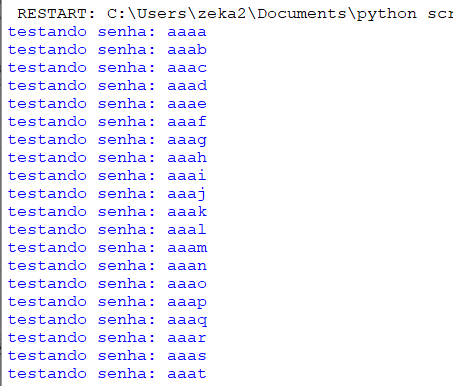 RESTART: C:\Users\zeka2\Documents\python scr
testando senha: aaaa
testando senha: aaab
testando senha: aaac
testando senha: aaad
testando senha: aaae
testando senha: aaaf
testando senha: aaag
testando senha: aaah
testando senha: aaai
testando senha: aaaj
testando senha: aaak
testando senha: aaal
testando senha: aaam
testando senha: aaan
testando senha: aaao
testando senha: aaap
testando senha: aaaq
testando senha: aaar
testando senha: aaas
testando senha: aaat